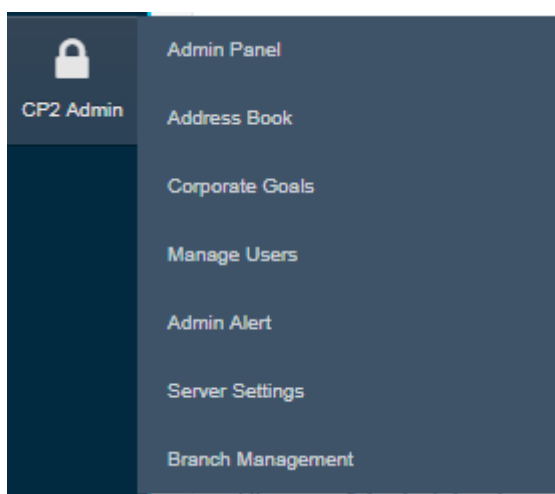 CP2 Admin
Admin Panel
Address Book
Corporate Goals
Manage Users
Admin Alert
Server Settings
Branch Management